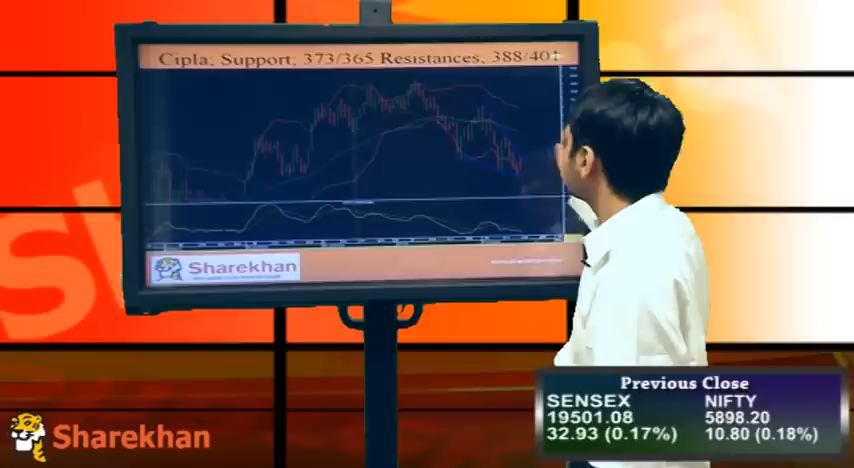 Cipla; Support; 373/365 Resistances, 388/401
Sharekhan
Previous Close
SENSEX NIFTY
19501.08 5898.20
32.93 (0.17%) 10.80 (0.18%)
Sharekhan